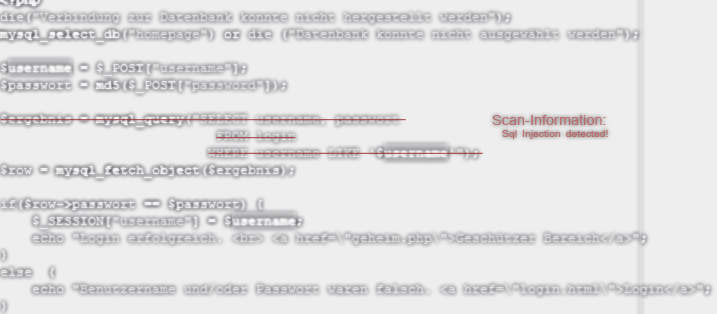 <?php
die("Verbindung zur Datenbank konnte nicht hergestellt werden");
mysql_select_db("homepage") or die ("Datenbank konnte nicht ausgewählt werden");
$username = $_POST["username"];
$passwort = md5($_POST["password"]);
$ergebnis = mysql_query("SELECT username, passwort
FROM login
WHERE username LIKE '$username'");
Scan-Information:
Sql Injection detected!
$row = mysql_fetch_object($ergebnis);
if($row->passwort == $passwort) {
$_SESSION["username"] = $username;
echo "Login erfolgreich. <br> <a href=\"geheim.php\">Geschützer Bereich</a>";
}
else {
echo "Benutzername und/oder Passwort waren falsch. <a href=\"login.html\">Login</a>";
}